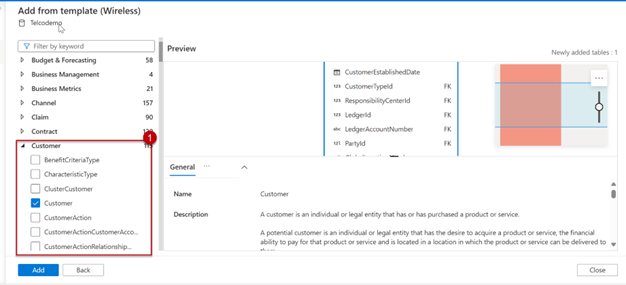 Add from template (Wireless)
Telcodemo
Filter by keyword
Budget & Forecasting 58
Business Management 4
Business Metrics 21
Channel 157
Claim 90
Contract
1
Customer
BenefitCriteriaType
CharacteristicType
ClusterCustomer
Customer
CustomerAction
CustomerActionCustomerAcco...
CustomerActionRelationship...
Preview
Newly added tables : 1
CustomerEstablishedDate
123 CustomerTypeId FK
123 ResponsibilityCenterId FK
123 LedgerId FK
abc LedgerAccountNumber FK
123 PartyId FK
...
General ...
Name Customer
Description A customer is an individual or legal entity that has or has purchased a product or service.
A potential customer is an individual or legal entity that has the desire to acquire a product or service, the financial
ability to pay for that product or service and is located in a location in which the product or service can be delivered to
Add Back Close